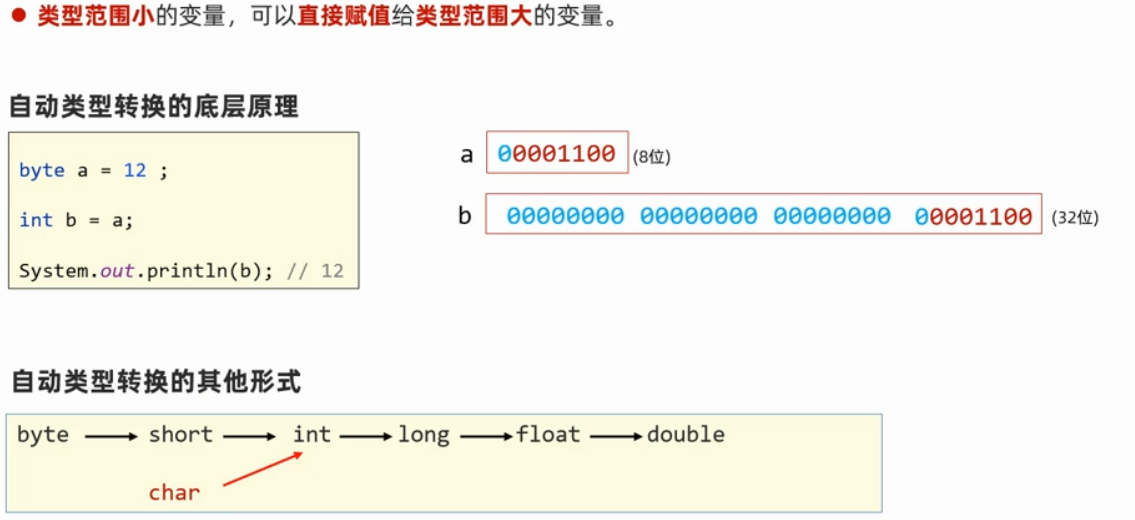 ● 类型范围小的变量，可以直接赋值给类型范围大的变量。
自动类型转换的底层原理
byte a = 12 ;
int b = a;
System.out.println(b); // 12
a 00001100 (8位)
b 00000000 00000000 00000000 00001100 (32位)
自动类型转换的其他形式
byte → short → int → long → float → double
char